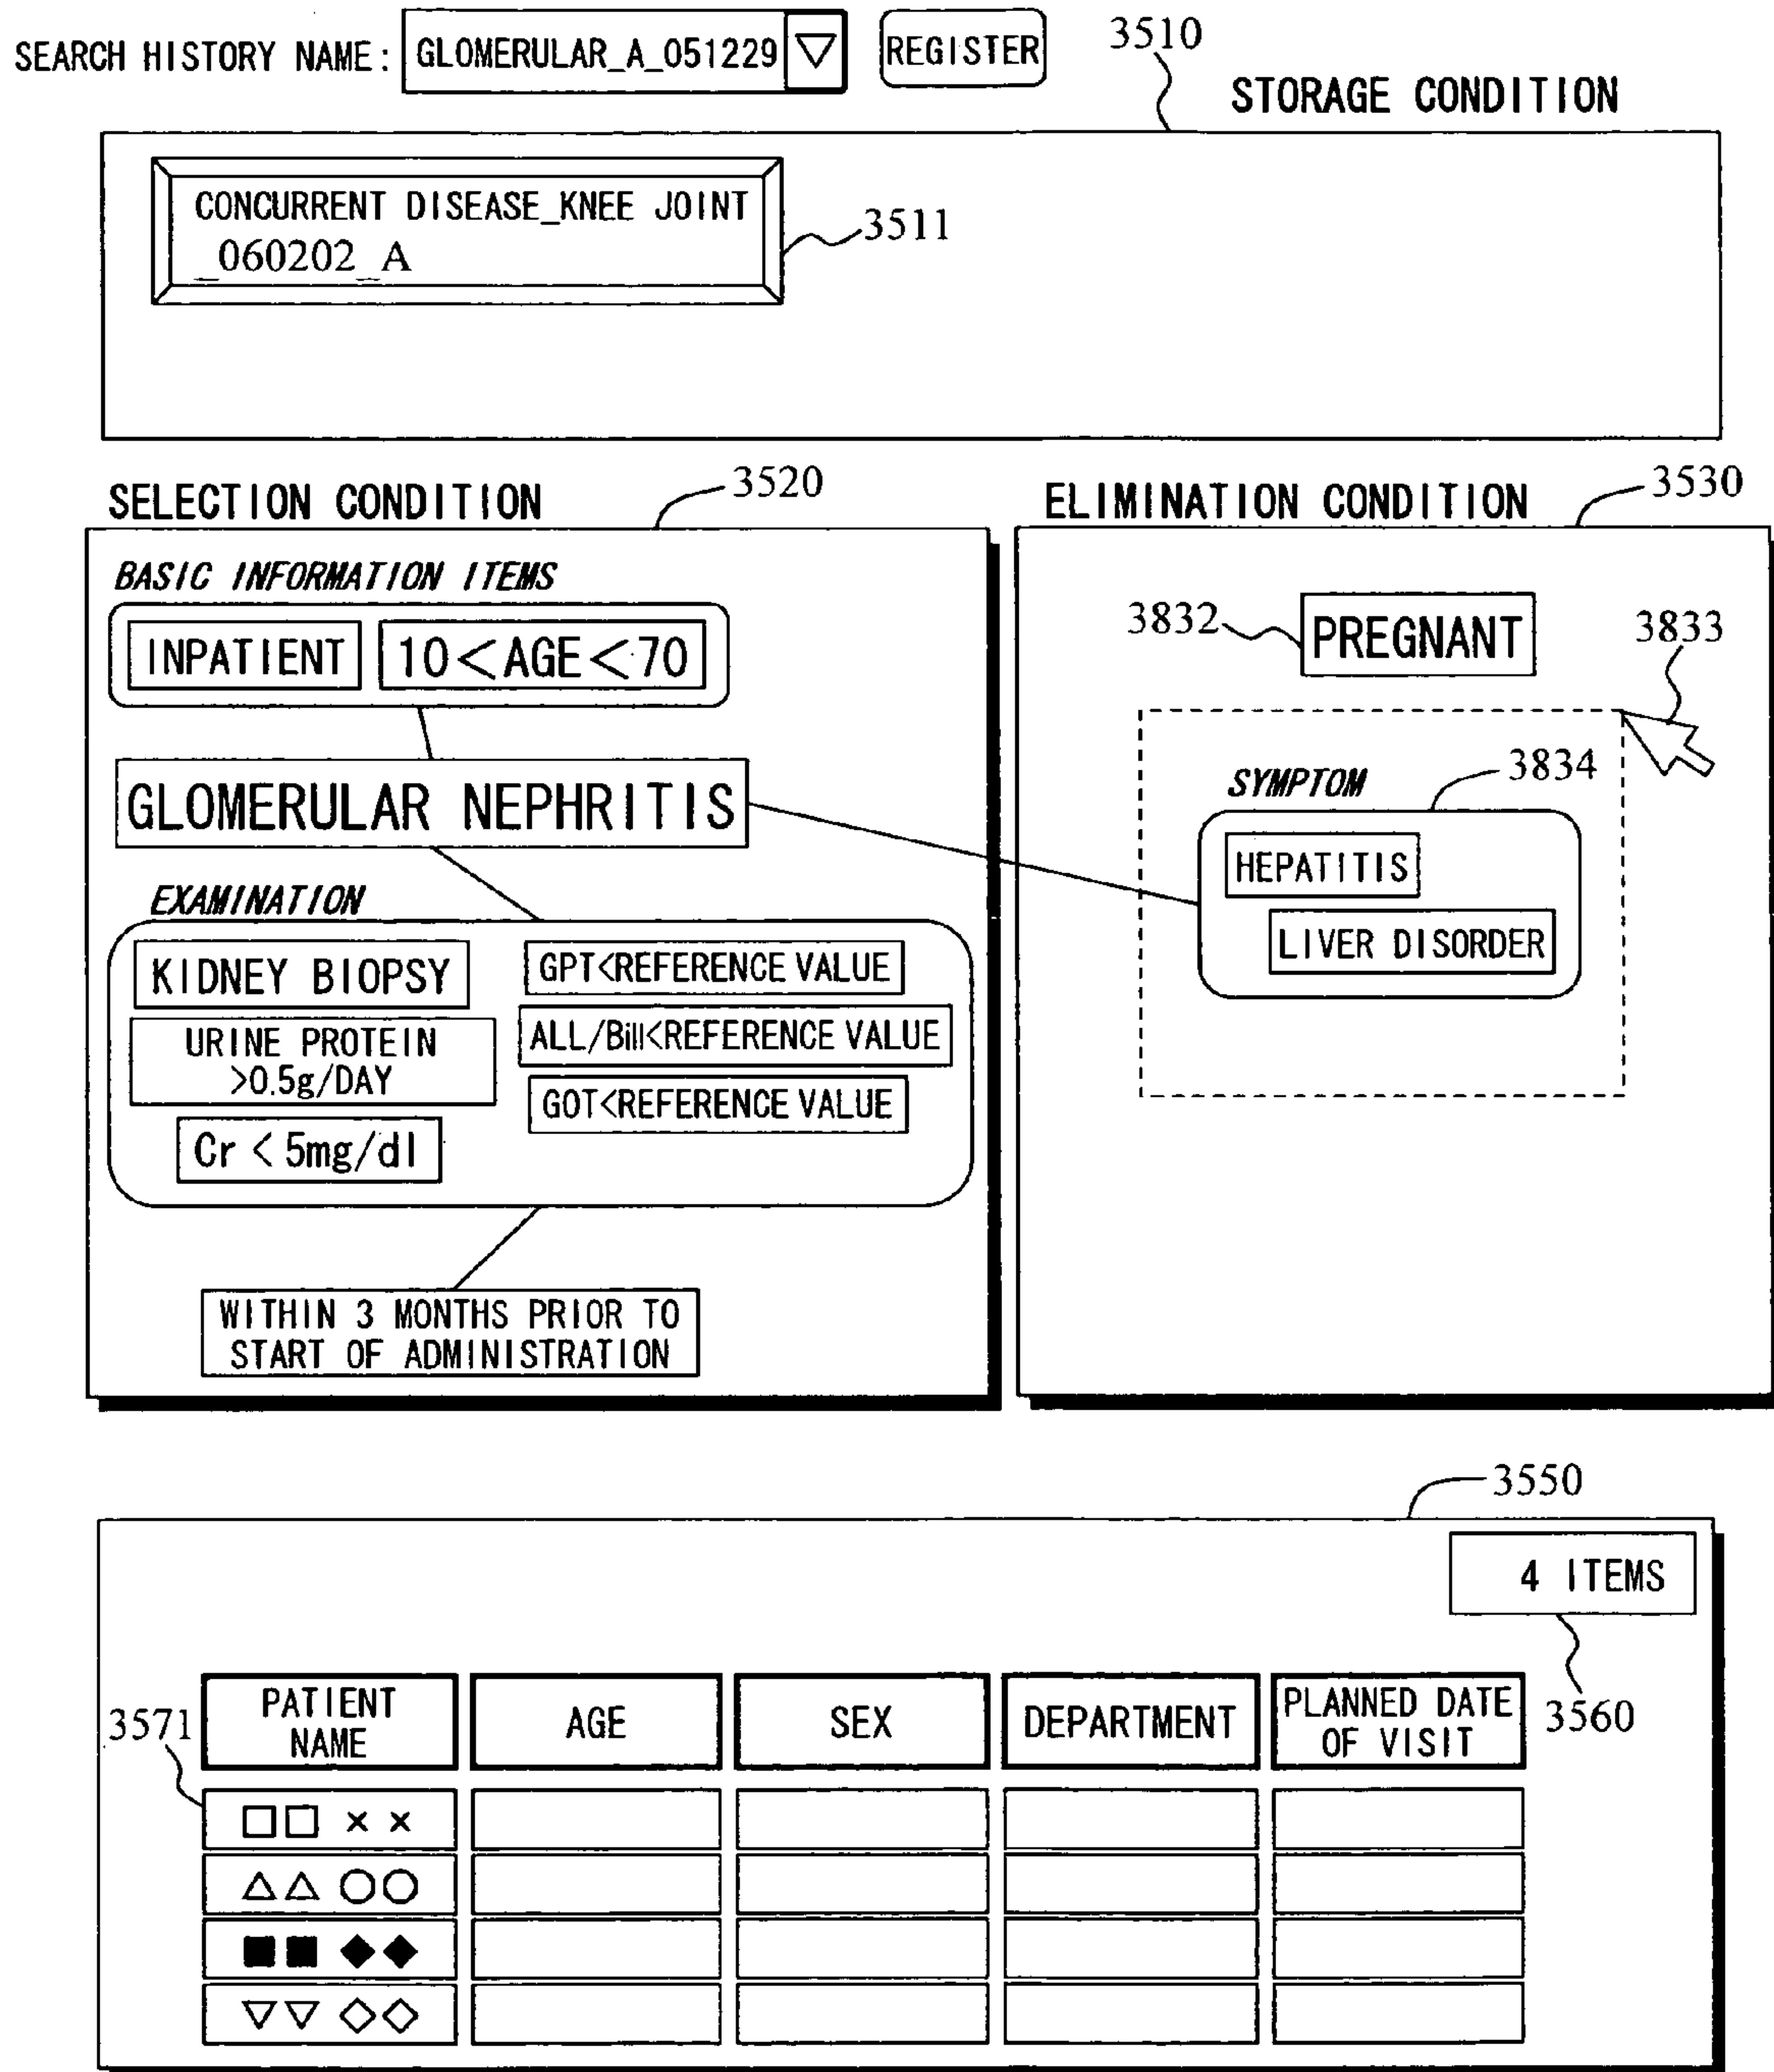 SEARCH HISTORY NAME: GLOMERULAR_A_051229 REGISTER
3510
STORAGE CONDITION
CONCURRENT DISEASE_KNEE JOINT
_060202_A
3511
SELECTION CONDITION
3520
BASIC INFORMATION ITEMS
INPATIENT
10<AGE<70
GLOMERULAR NEPHRITIS
EXAMINATION
KIDNEY BIOPSY
URINE PROTEIN
>0.5g/DAY
Cr < 5mg/dl
GPT<REFERENCE VALUE
ALL/Bill<REFERENCE VALUE
GOT<REFERENCE VALUE
WITHIN 3 MONTHS PRIOR TO
START OF ADMINISTRATION
ELIMINATION CONDITION
3530
3832
PREGNANT
3833
SYMPTOM
3834
HEPATITIS
LIVER DISORDER
3550
4 ITEMS
3560
3571
PATIENT
NAME
AGE
SEX
DEPARTMENT
PLANNED DATE
OF VISIT
□□ ××
△△ ○○
■■ ◆◆
▽▽ ◇◇